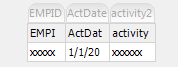 EMPID ActDate activity2
EMPI ActDat activity
xxxxx 1/1/20 xxxxxx